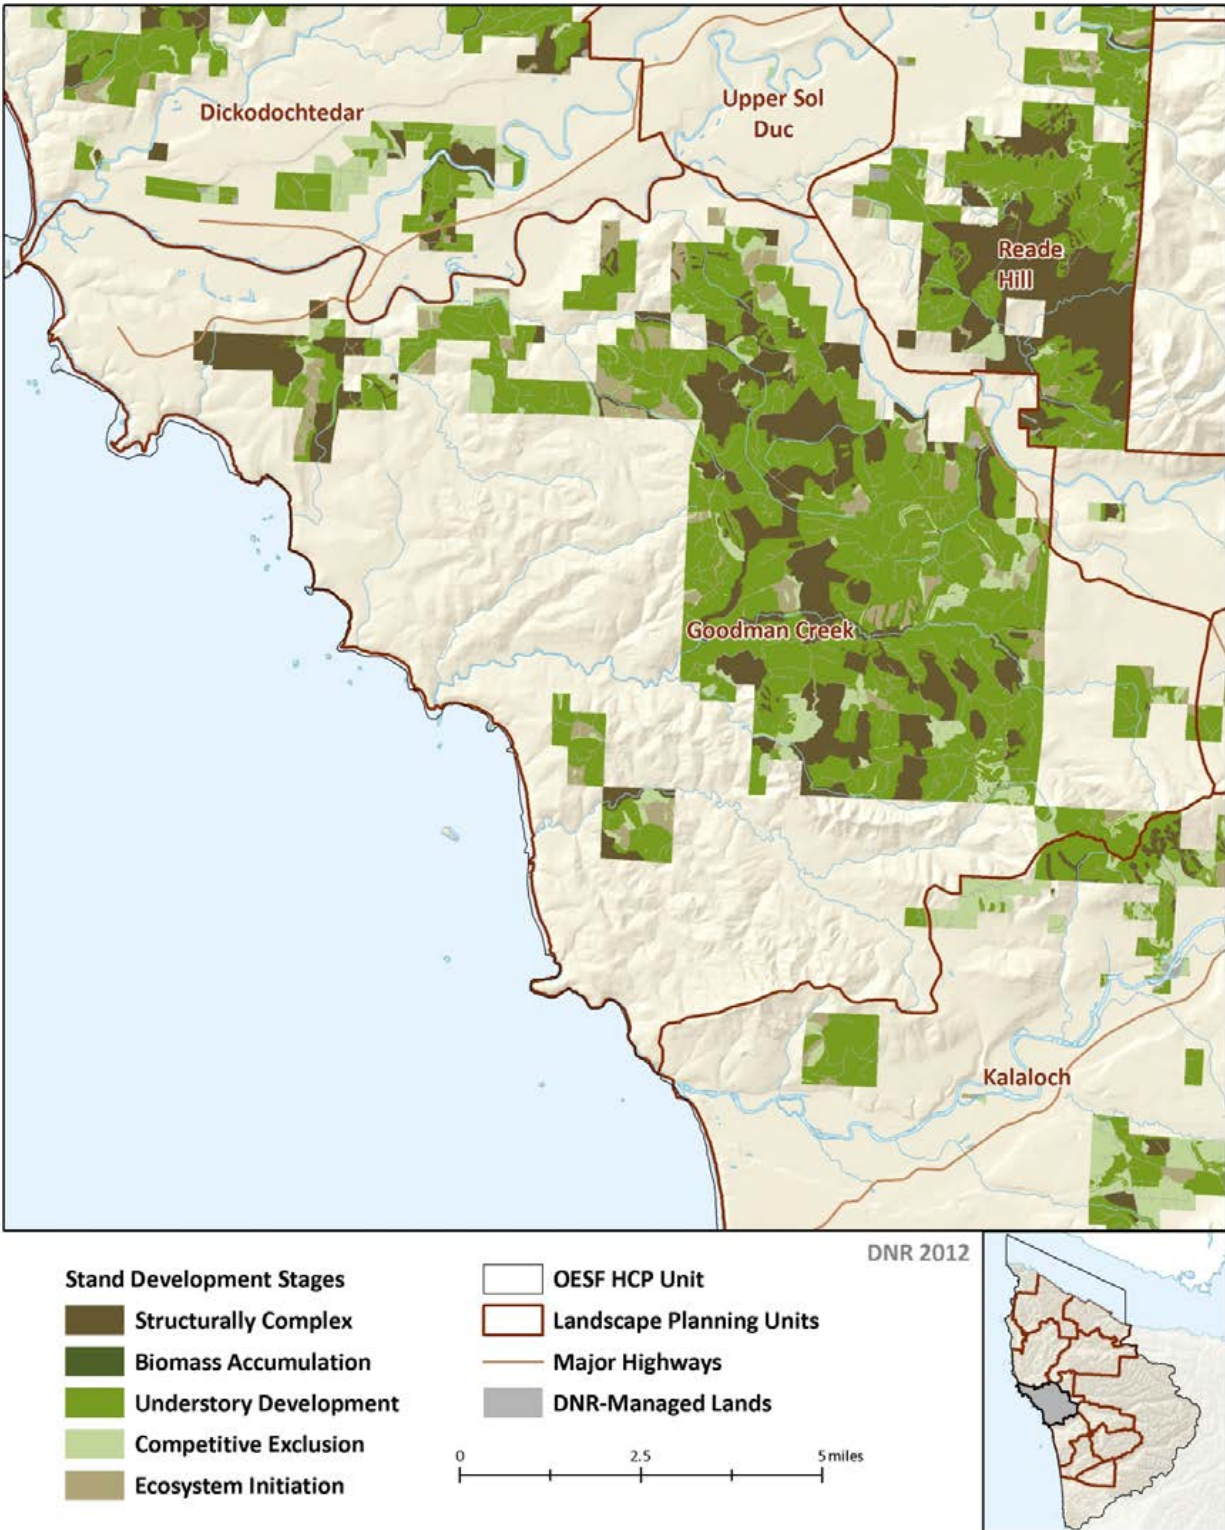 Dickodochtedar
Upper Sol
Duc
Reade
Hill
Goodman Creek
Kalaloch
DNR 2012
Stand Development Stages
Structurally Complex
Biomass Accumulation
Understory Development
Competitive Exclusion
Ecosystem Initiation
OESF HCP Unit
Landscape Planning Units
Major Highways
DNR-Managed Lands
0 2.5 5 miles